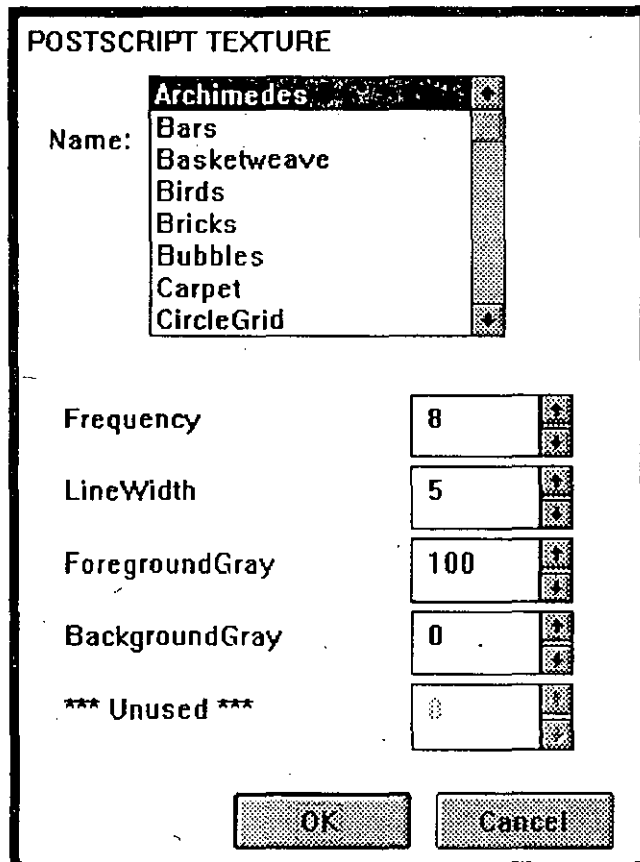 POSTSCRIPT TEXTURE
Name:
Archimedes
Bars
Basketweave
Birds
Bricks
Bubbles
Carpet
CircleGrid
Frequency 8
LineWidth 5
ForegroundGray 100
BackgroundGray 0
*** Unused *** 0
OK Cancel